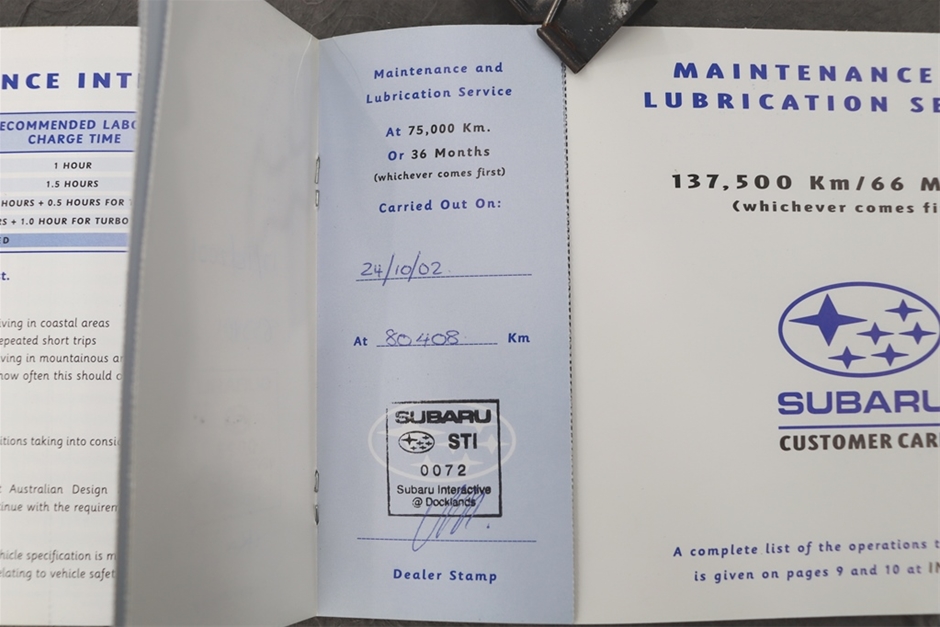 NCE INT
ECOMMENDED LABO
CHARGE TIME
1 HOUR
1.5 HOURS
HOURS + 0.5 HOURS FOR
RS + 1.0 HOUR FOR TURBO
D
t.
iving in coastal areas
epeated short trips
ving in mountainous a
now often this should c
itions taking into consi
t Australian Design
inue with the requirem
hicle specification is m
elating to vehicle safet
Maintenance and
Lubrication Service
At 75,000 Km.
Or 36 Months
(whichever comes first)
Carried Out On:
24/10/02
At 80408 Km
SUBARU
STI
0072
Subaru Interactive
@ Docklands
Dealer Stamp
MAINTENANCE
LUBRICATION SE
137,500 Km/66 M
(whichever comes fi
SUBARU
CUSTOMER CAR
A complete list of the operations t
is given on pages 9 and 10 at IN